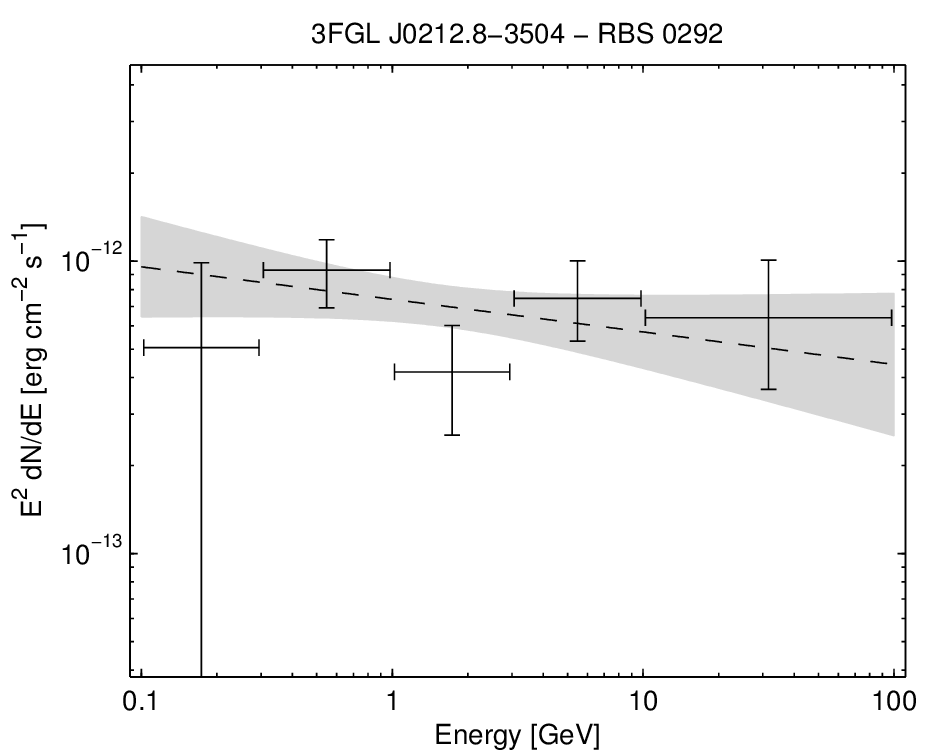 3FGL J0212.8−3504 − RBS 0292
E² dN/dE [erg cm⁻² s⁻¹]
10⁻¹²
10⁻¹³
0.1 1 10 100
Energy [GeV]